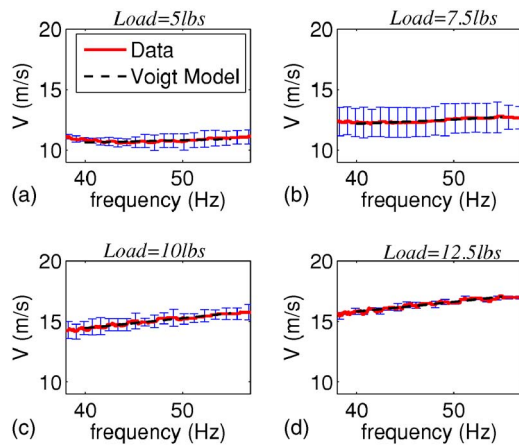 Load=5lbs
20
15
10
V (m/s)
Data
Voigt Model
40
50
frequency (Hz)
(a)
Load=7.5lbs
20
15
10
V (m/s)
40
50
frequency (Hz)
(b)
Load=10lbs
20
15
10
V (m/s)
40
50
frequency (Hz)
(c)
Load=12.5lbs
20
15
10
V (m/s)
40
50
frequency (Hz)
(d)